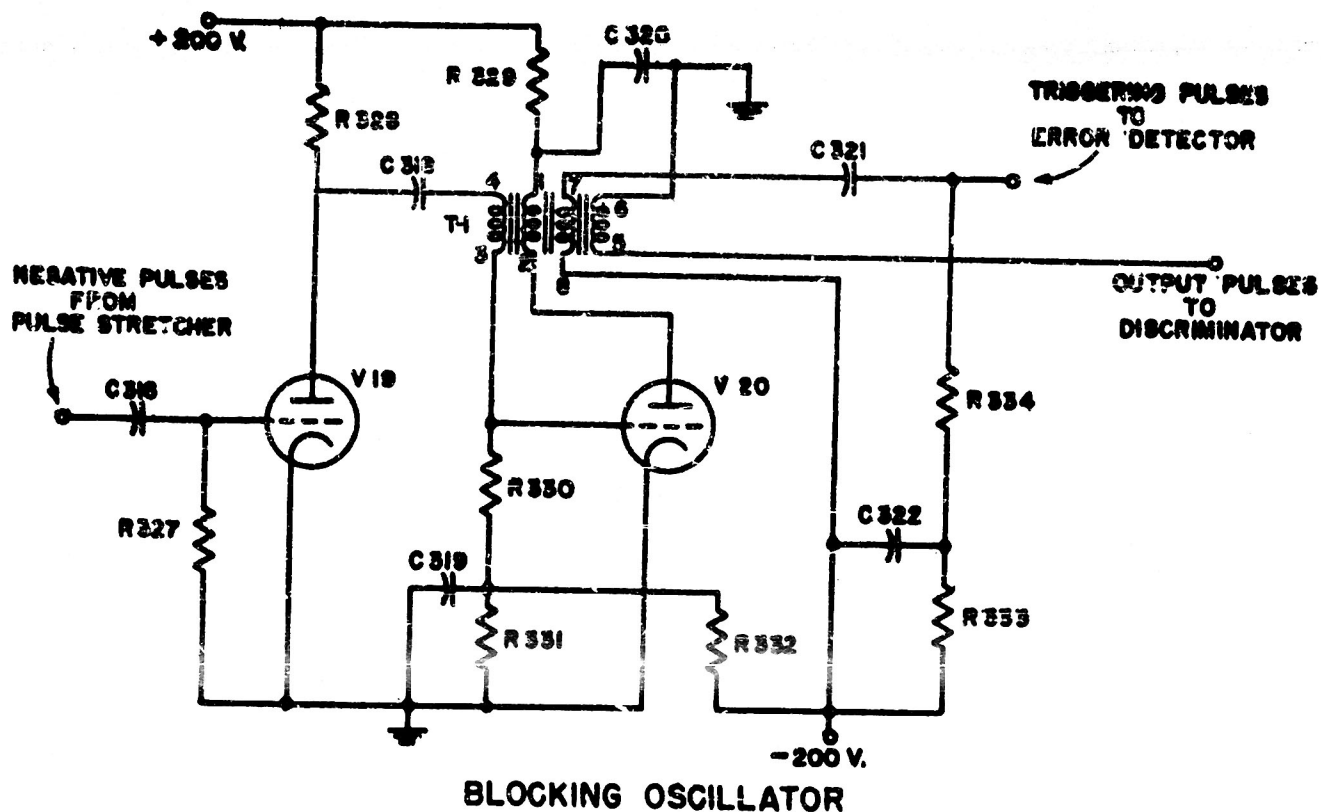 +200 V.
C 320
R 329
R 328
TRIGGERING PULSES
TO
ERROR DETECTOR
C 321
C 318
4
1
7
6
T4
3
2
5
8
NEGATIVE PULSES
FROM
PULSE STRETCHER
OUTPUT PULSES
TO
DISCRIMINATOR
C 316
V 19
V 20
R 334
R 330
R 327
C 322
C 319
R 331
R 332
R 333
-200 V.
BLOCKING OSCILLATOR